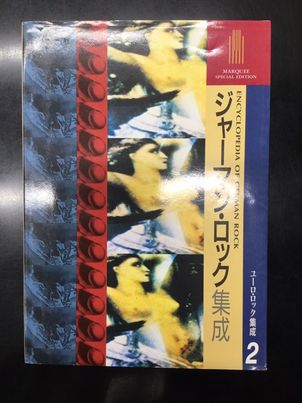 MARQUEE
SPECIAL EDITION
ENCYCLOPEDIA OF GERMAN ROCK
ジャーマン・ロック集成
ユーロ・ロック集成
2